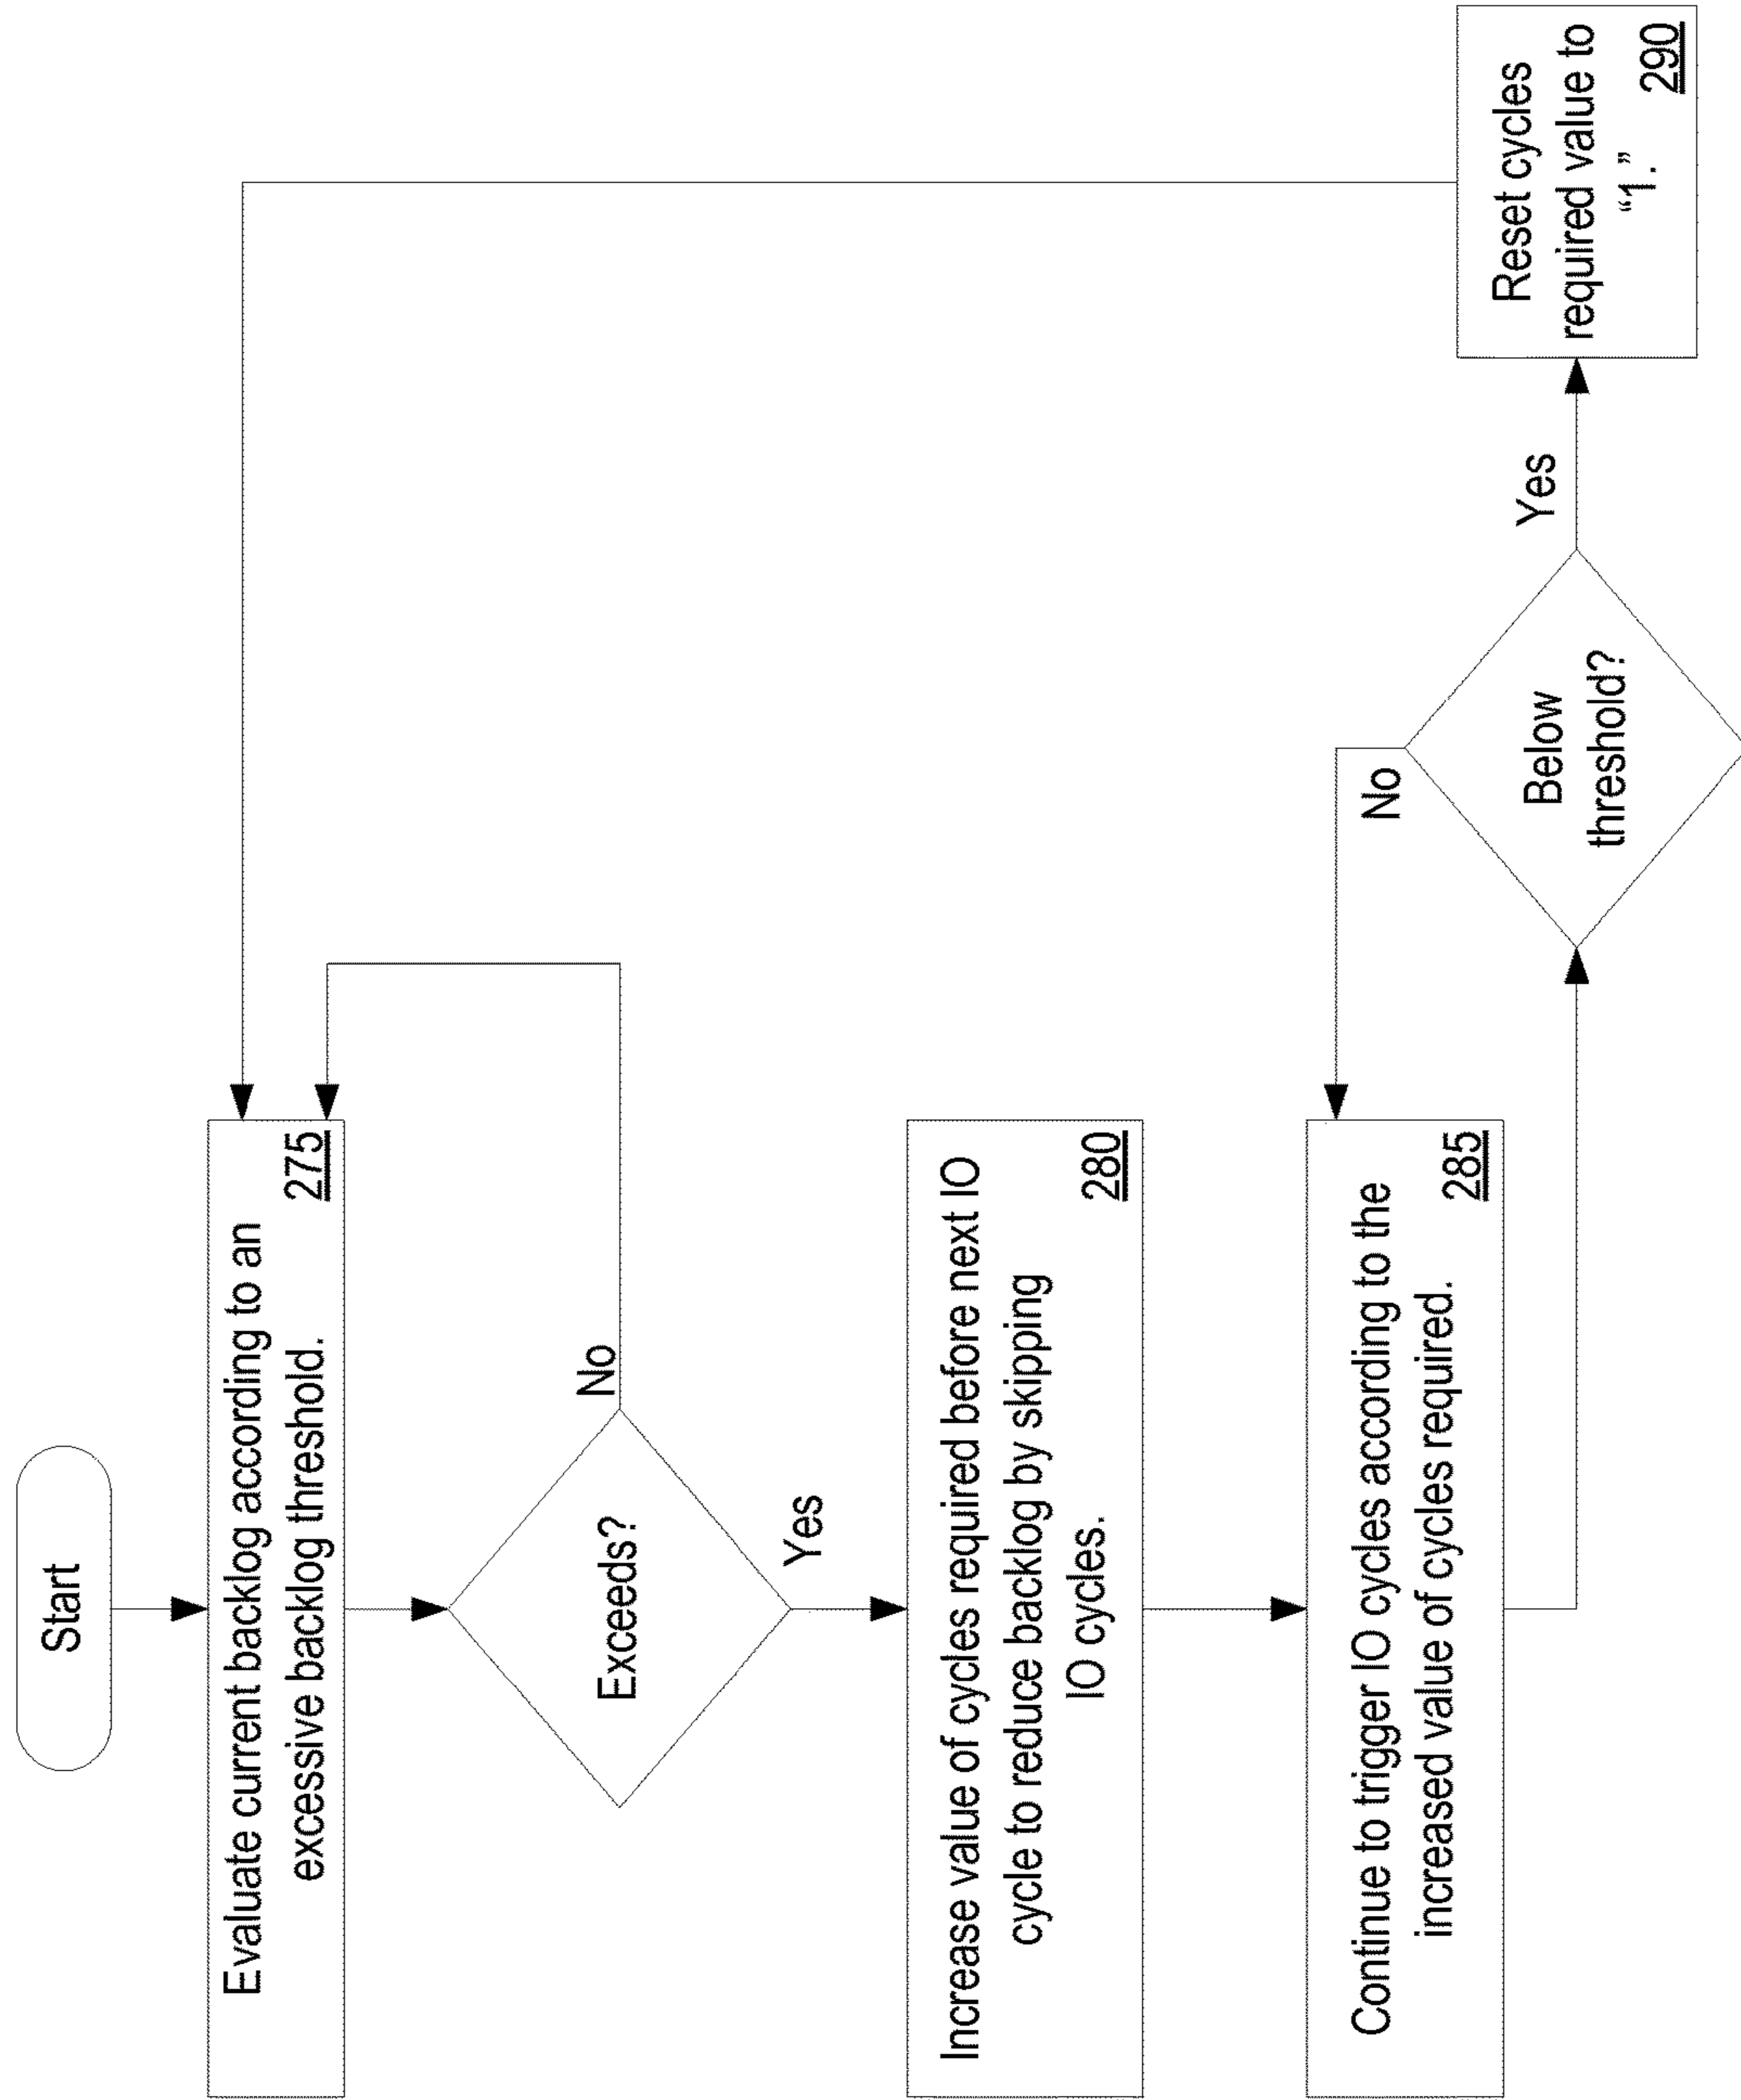 Start
Evaluate current backlog according to an
excessive backlog threshold.
275
Exceeds?
No
Yes
Increase value of cycles required before next IO
cycle to reduce backlog by skipping
IO cycles.
280
Continue to trigger IO cycles according to the
increased value of cycles required.
285
No
Below
threshold?
Yes
Reset cycles
required value to
“1.”
290